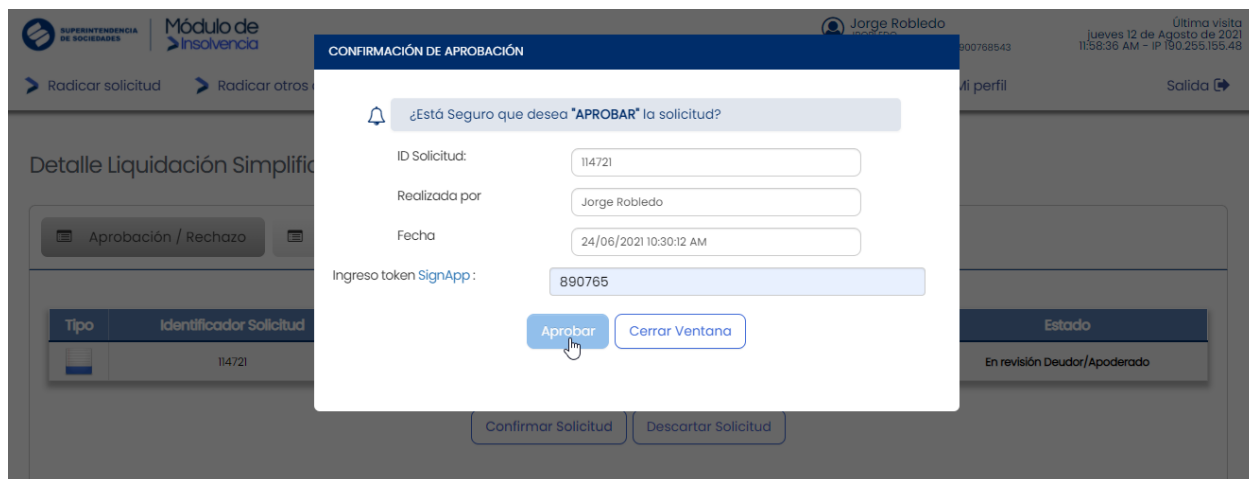 SUPERINTENDENCIA
DE SOCIEDADES
Módulo de
Insolvencia
Jorge Robledo
900768543
Última visita
jueves 12 de Agosto de 2021
11:58:36 AM - IP 190.255.155.48
Radicar solicitud
Radicar otros
Mi perfil
Salida
CONFIRMACIÓN DE APROBACIÓN
¿Está Seguro que desea "APROBAR" la solicitud?
ID Solicitud: 114721
Realizada por Jorge Robledo
Fecha 24/06/2021 10:30:12 AM
Ingreso token SignApp : 890765
Aprobar Cerrar Ventana
Detalle Liquidación
Aprobación / Rechazo
Tipo Identificador Solicitud Estado
114721 En revisión Deudor/Apoderado
Confirmar Solicitud Descartar Solicitud